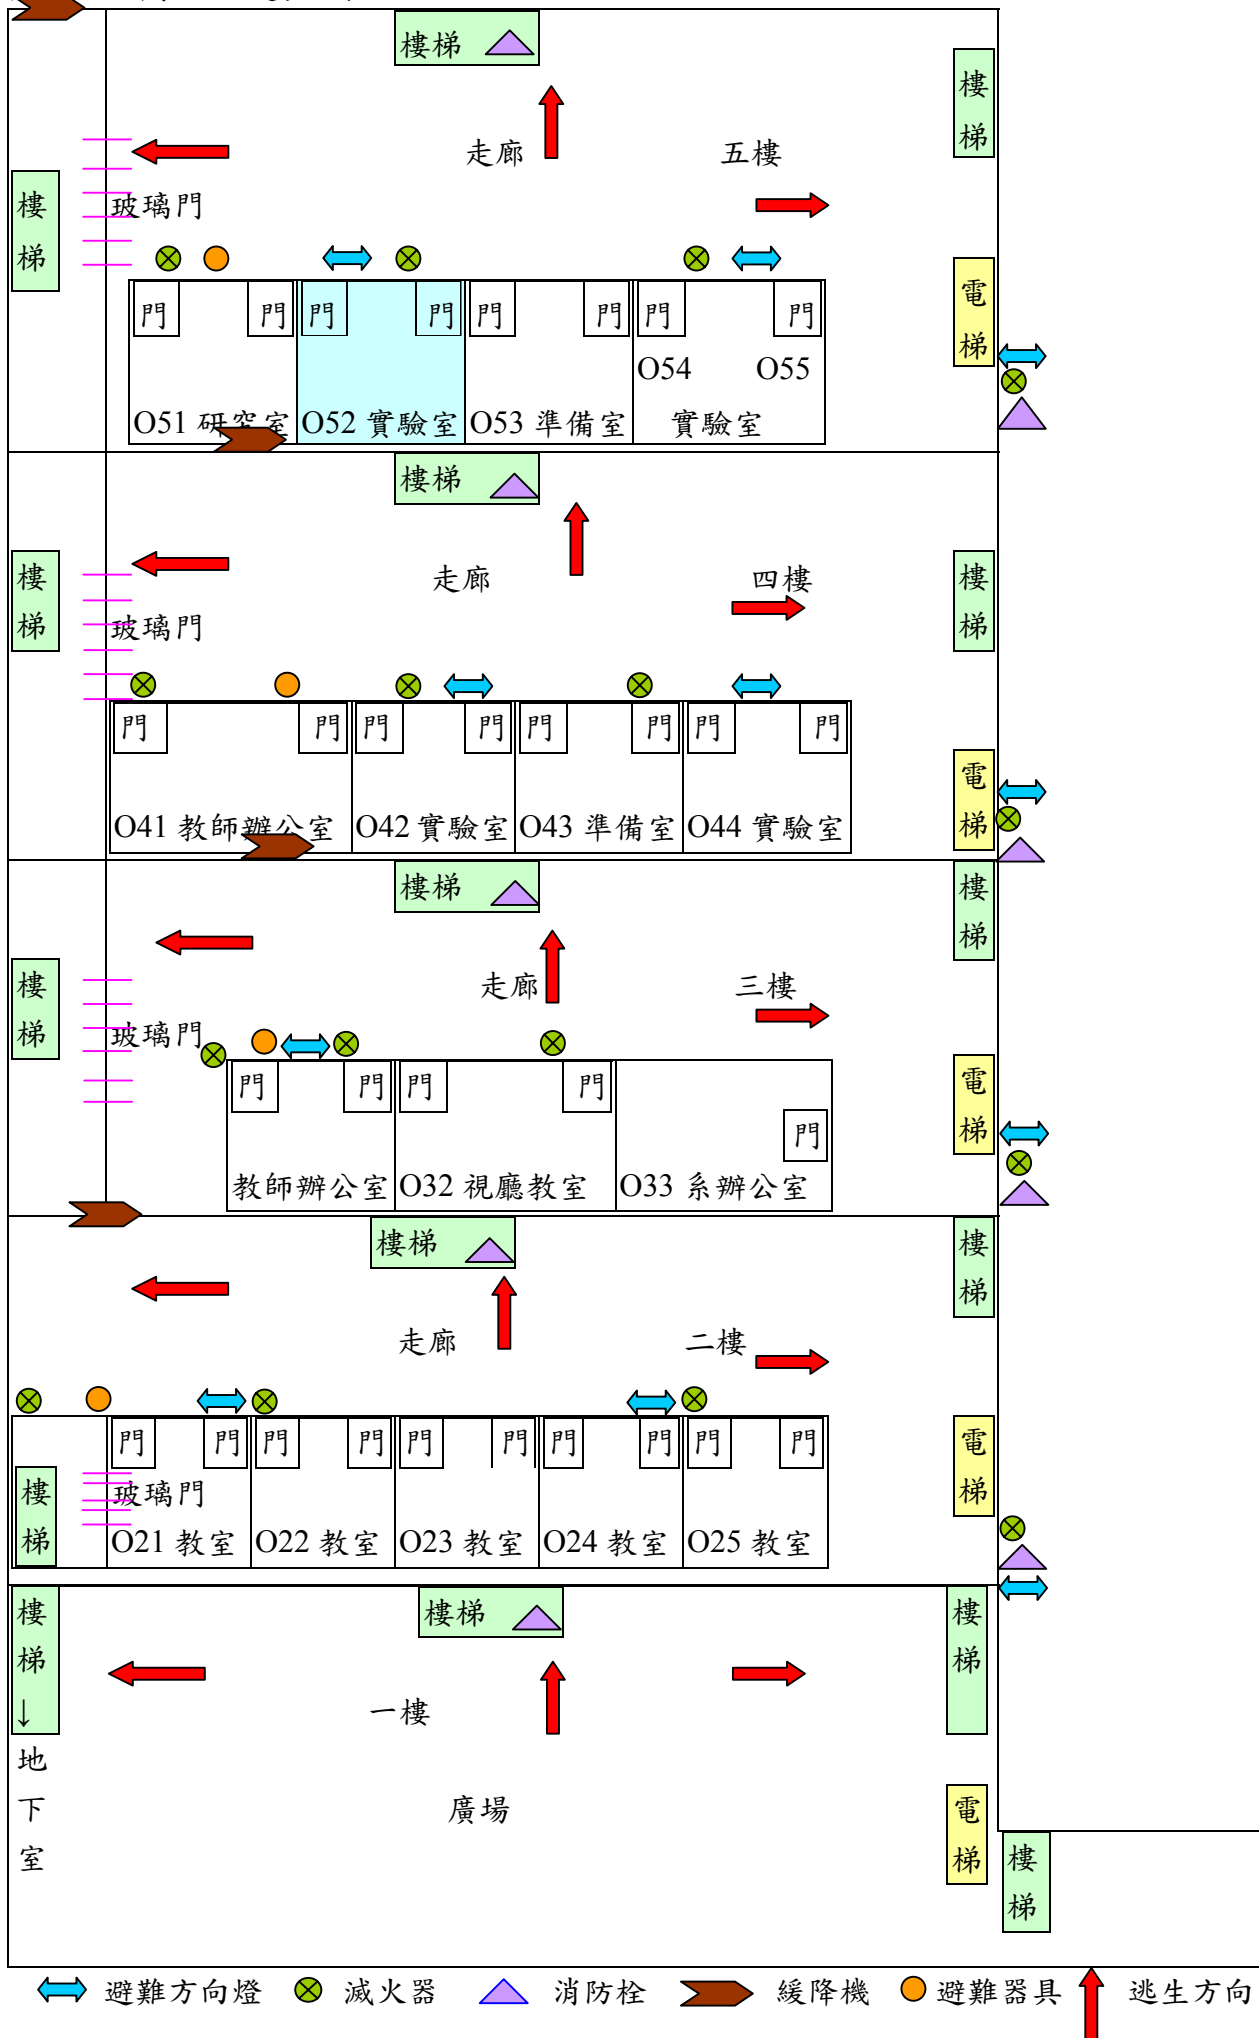 樓梯
樓梯
走廊
五樓
樓梯
玻璃門
電梯
門 門 門 門 門 門 門 門
O54 O55
O51 研究室 O52 實驗室 O53 準備室 實驗室
樓梯
樓梯
走廊
四樓
樓梯
玻璃門
門 門 門 門 門 門 門 門
電梯
O41 教師辦公室 O42 實驗室 O43 準備室 O44 實驗室
樓梯
樓梯
樓梯
走廊
三樓
玻璃門
電梯
門 門 門 門
門
教師辦公室 O32 視廳教室 O33 系辦公室
樓梯
樓梯
走廊
二樓
門 門 門 門 門 門 門 門 門 門
電梯
樓梯
玻璃門
O21 教室 O22 教室 O23 教室 O24 教室 O25 教室
樓梯↓地下室
樓梯
樓梯
一樓
廣場
電梯
樓梯
避難方向燈 滅火器 消防栓 緩降機 避難器具 逃生方向